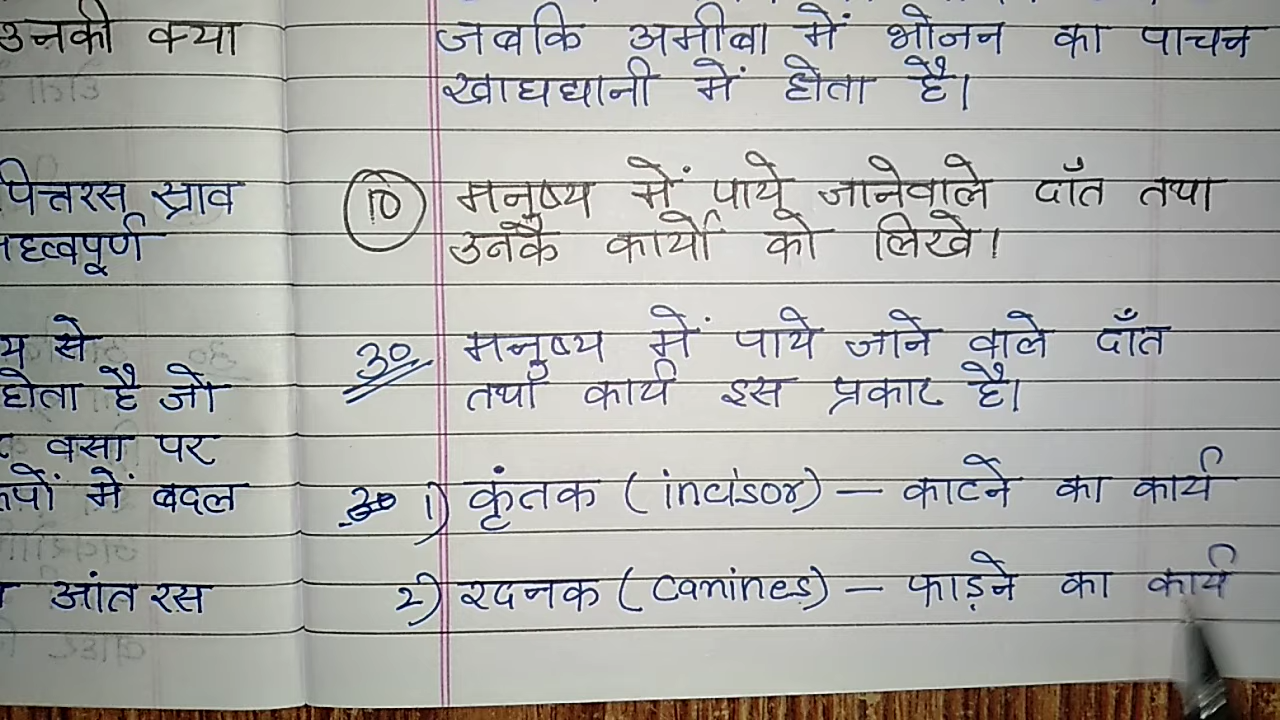 उनकी क्या
पित्तरस स्राव
महत्वपूर्ण
य से
होता है जो
वसा पर
रूपों में बदल
आंत रस
जबकि अमीबा में भोजन का पाचन
खाद्यधानी में होता है।
10 मनुष्य में पाये जानेवाले दाँत तथा
उनके कार्यों को लिखे।
उ० मनुष्य में पाये जाने वाले दाँत
तथा कार्य इस प्रकार है।
1) कृंतक (incisor) — काटने का कार्य
2) रदनक (canines) — फाड़ने का कार्य